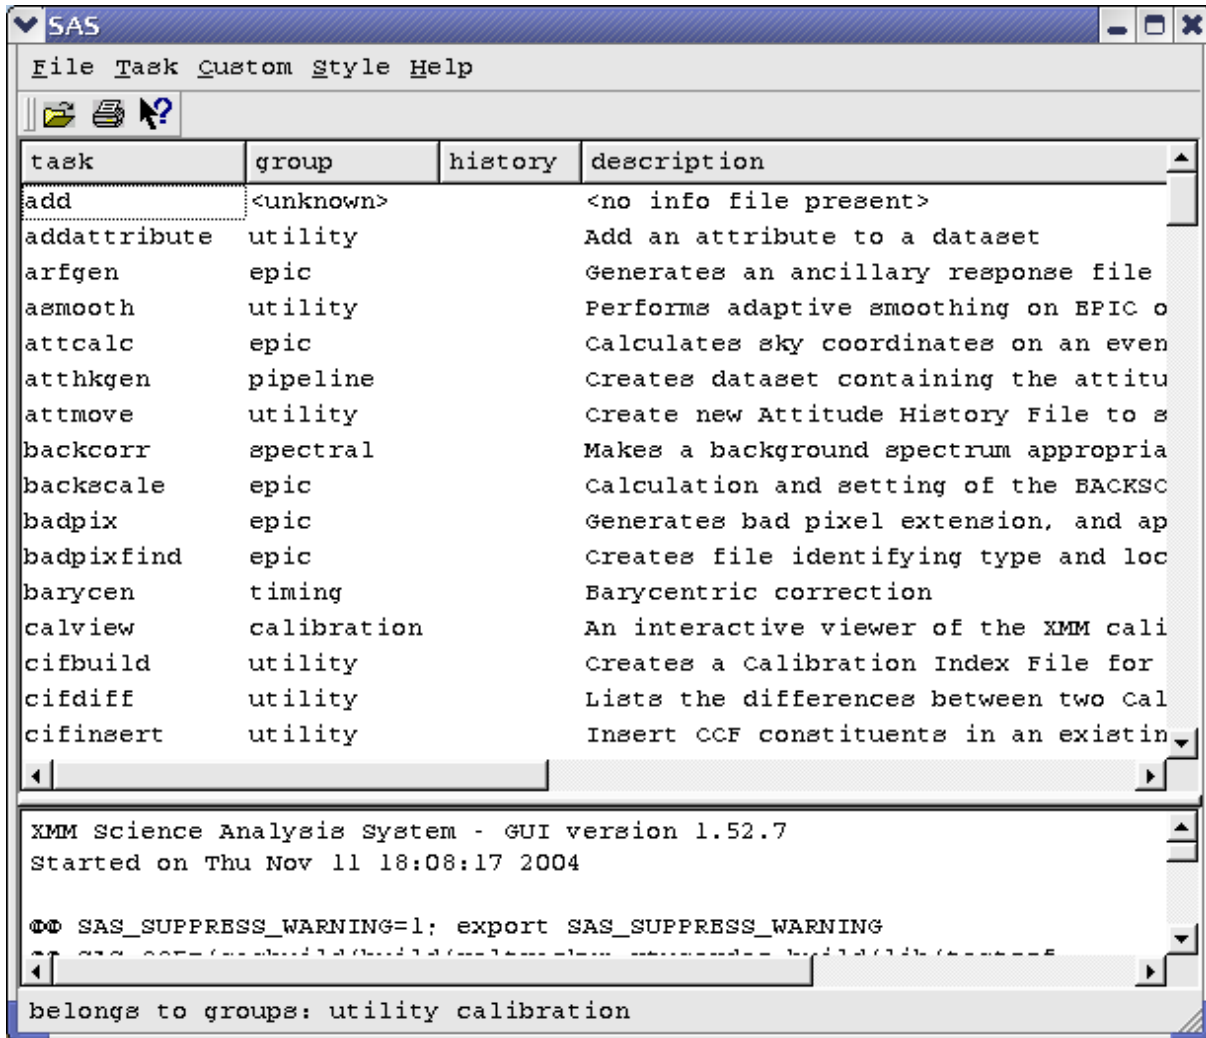 SAS
File Task Custom Style Help
task group history description
add <unknown> <no info file present>
addattribute utility Add an attribute to a dataset
arfgen epic Generates an ancillary response file
asmooth utility Performs adaptive smoothing on EPIC o
attcalc epic Calculates sky coordinates on an even
atthkgen pipeline Creates dataset containing the attitu
attmove utility Create new Attitude History File to s
backcorr spectral Makes a background spectrum appropria
backscale epic Calculation and setting of the BACKSC
badpix epic Generates bad pixel extension, and ap
badpixfind epic Creates file identifying type and loc
barycen timing Barycentric correction
calview calibration An interactive viewer of the XMM cali
cifbuild utility Creates a Calibration Index File for
cifdiff utility Lists the differences between two Cal
cifinsert utility Insert CCF constituents in an existin
XMM Science Analysis System - GUI version 1.52.7
Started on Thu Nov 11 18:08:17 2004
@@ SAS_SUPPRESS_WARNING=1; export SAS_SUPPRESS_WARNING
belongs to groups: utility calibration